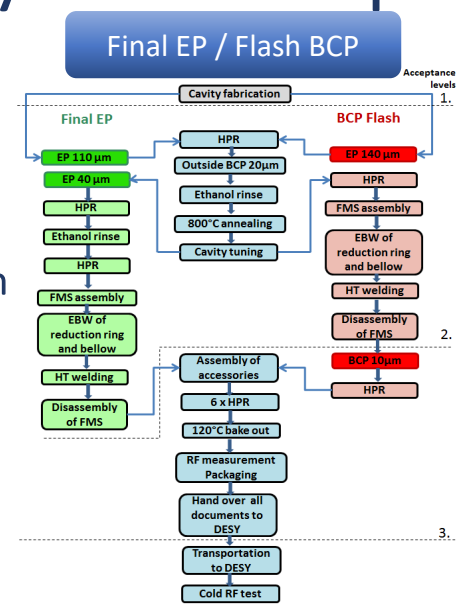 Final EP / Flash BCP
Acceptance
levels
Cavity fabrication
1.
Final EP
BCP Flash
HPR
EP 110 µm
EP 140 µm
Outside BCP 20µm
EP 40 µm
HPR
Ethanol rinse
HPR
FMS assembly
800°C annealing
Ethanol rinse
Cavity tuning
EBW of
reduction ring
and bellow
HPR
FMS assembly
HT welding
EBW of
reduction ring
and bellow
Disassembly
of FMS
2.
Assembly of
accessories
BCP 10µm
HT welding
HPR
6 x HPR
Disassembly
of FMS
120°C bake out
RF measurement
Packaging
Hand over all
documents to
DESY
3.
Transportation
to DESY
Cold RF test